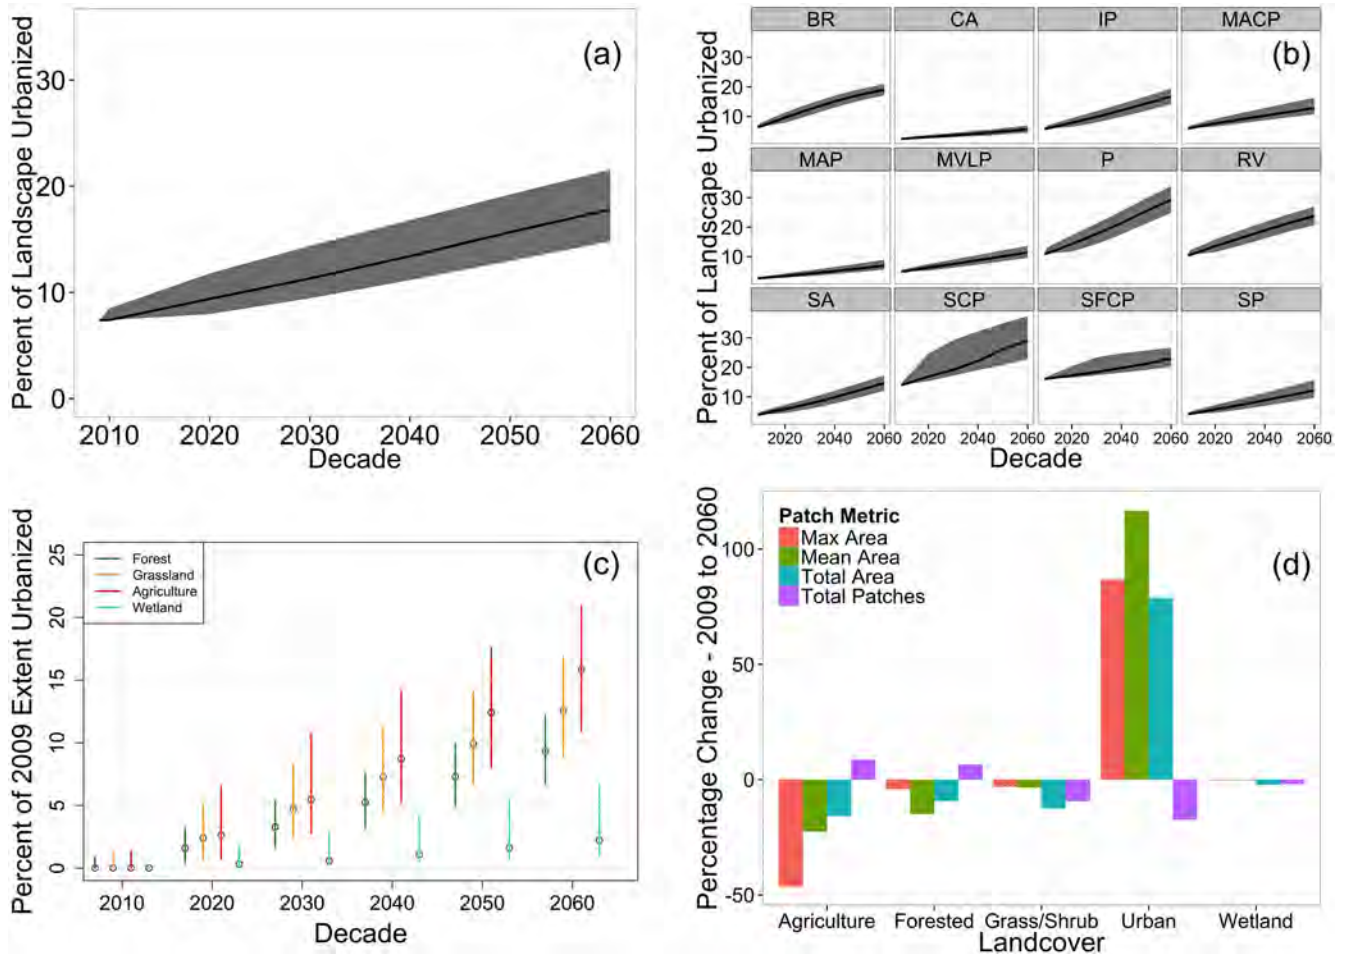 (a)
Percent of Landscape Urbanized
30
20
10
0
2010 2020 2030 2040 2050 2060
Decade
(b)
Percent of Landscape Urbanized
BR CA IP MACP
30
20
10
MAP MVLP P RV
30
20
10
SA SCP SFCP SP
30
20
10
2020 2040 2060 2020 2040 2060 2020 2040 2060 2020 2040 2060
Decade
(c)
Percent of 2009 Extent Urbanized
25
20
15
10
5
0
Forest
Grassland
Agriculture
Wetland
2010 2020 2030 2040 2050 2060
Decade
(d)
Percentage Change - 2009 to 2060
100
50
0
-50
Patch Metric
Max Area
Mean Area
Total Area
Total Patches
Agriculture Forested Grass/Shrub Urban Wetland
Landcover